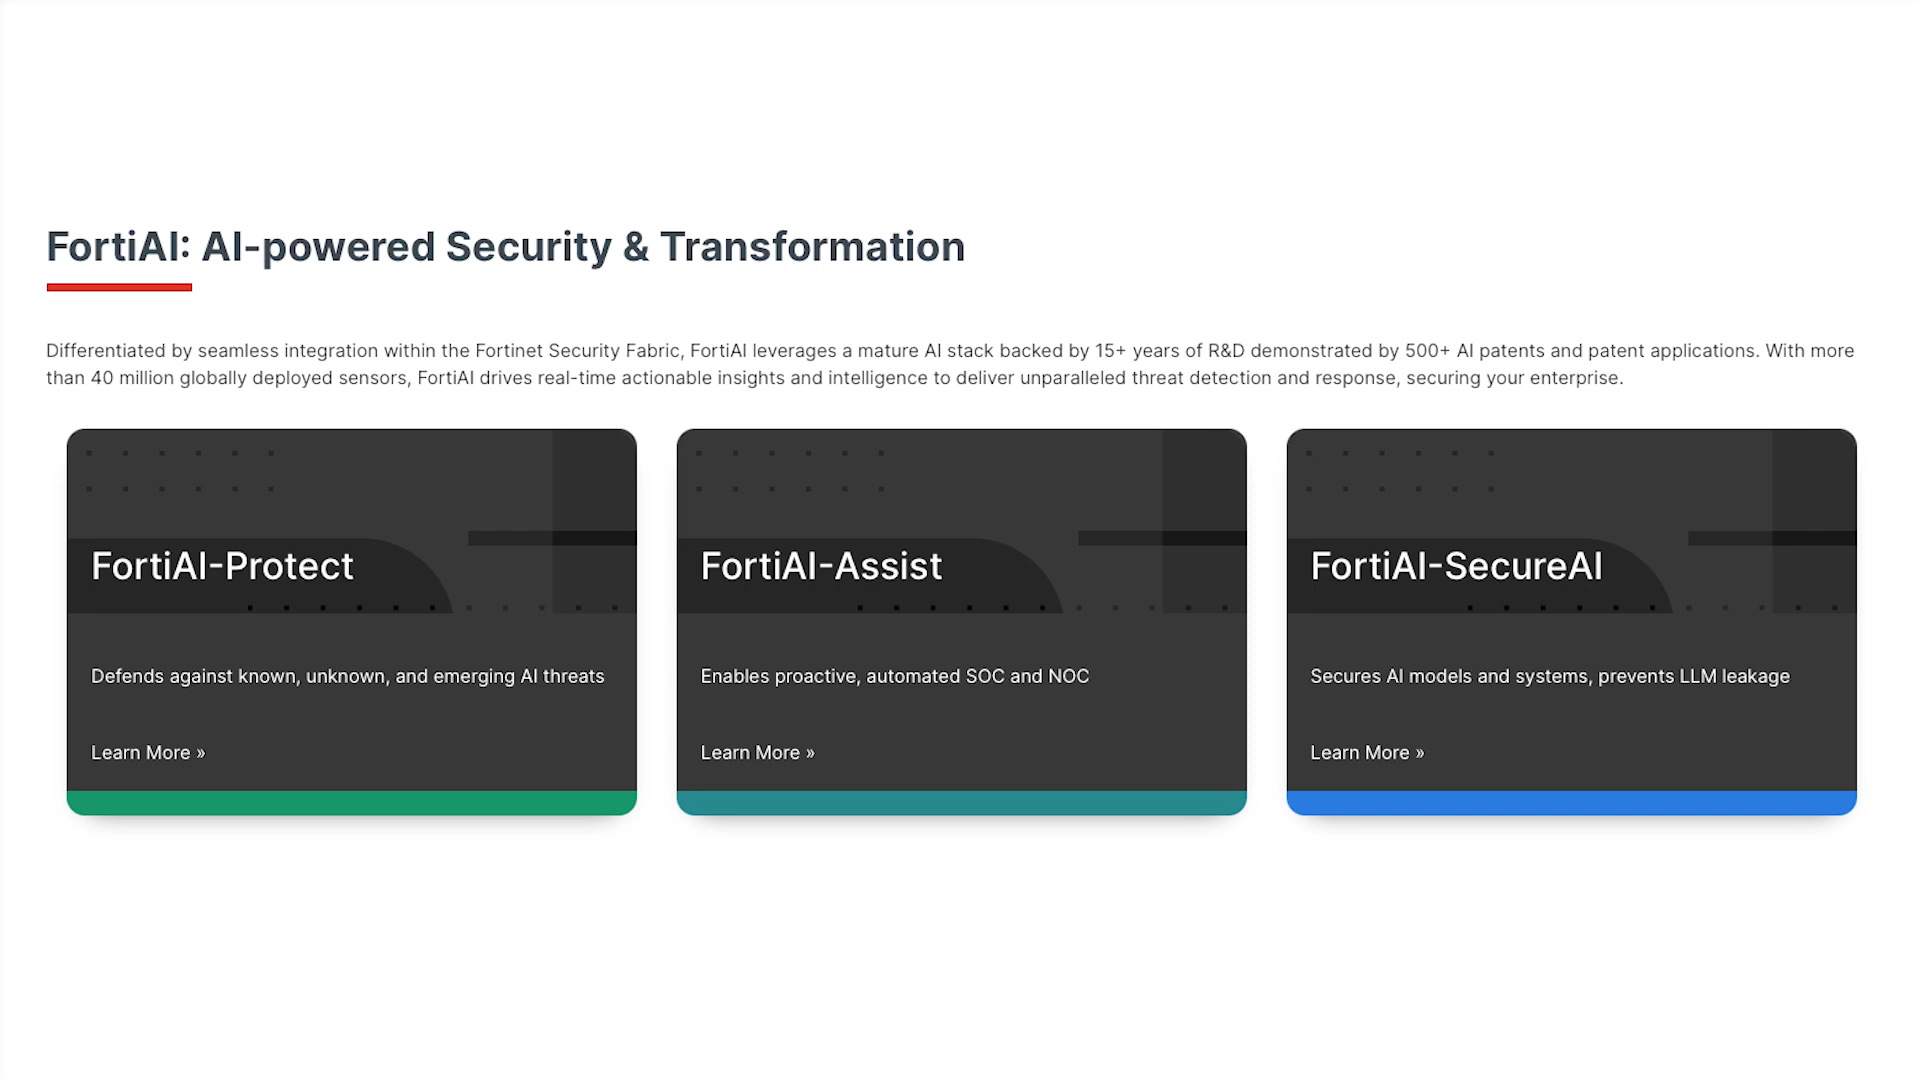 FortiAI: AI-powered Security & Transformation
Differentiated by seamless integration within the Fortinet Security Fabric, FortiAI leverages a mature AI stack backed by 15+ years of R&D demonstrated by 500+ AI patents and patent applications. With more
than 40 million globally deployed sensors, FortiAI drives real-time actionable insights and intelligence to deliver unparalleled threat detection and response, securing your enterprise.
FortiAI-Protect
Defends against known, unknown, and emerging AI threats
Learn More »
FortiAI-Assist
Enables proactive, automated SOC and NOC
Learn More »
FortiAI-SecureAI
Secures AI models and systems, prevents LLM leakage
Learn More »